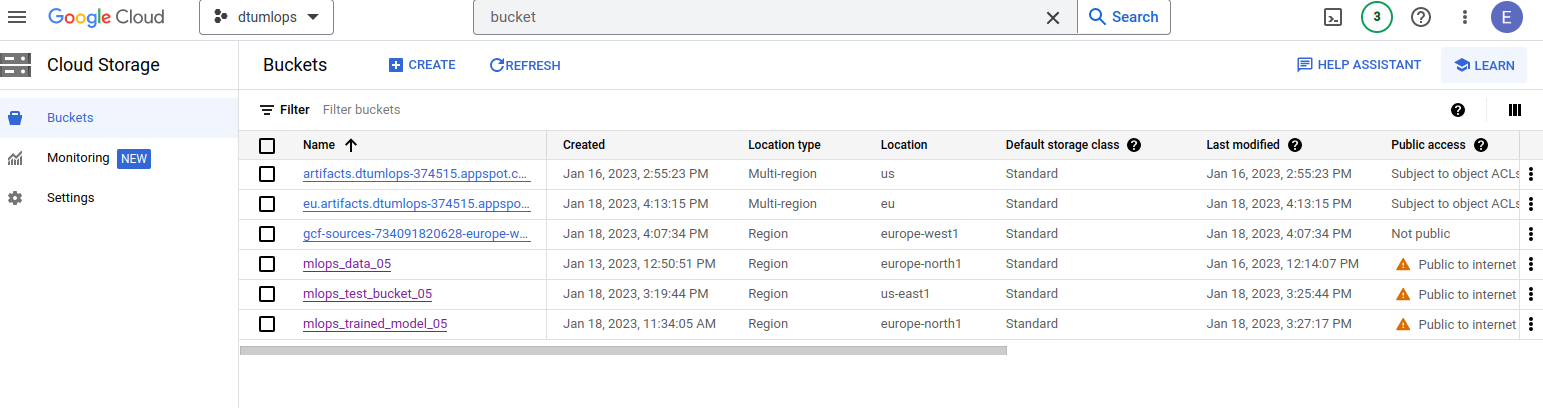 Google Cloud dtumlops bucket Search 3 E
Cloud Storage Buckets CREATE REFRESH HELP ASSISTANT LEARN
Buckets
Monitoring NEW
Settings
Filter Filter buckets
Name Created Location type Location Default storage class Last modified Public access
artifacts.dtumlops-374515.appspot.c... Jan 16, 2023, 2:55:23 PM Multi-region us Standard Jan 16, 2023, 2:55:23 PM Subject to object ACLs
eu.artifacts.dtumlops-374515.appspo... Jan 18, 2023, 4:13:15 PM Multi-region eu Standard Jan 18, 2023, 4:13:15 PM Subject to object ACLs
gcf-sources-734091820628-europe-w... Jan 18, 2023, 4:07:34 PM Region europe-west1 Standard Jan 18, 2023, 4:07:34 PM Not public
mlops_data_05 Jan 13, 2023, 12:50:51 PM Region europe-north1 Standard Jan 16, 2023, 12:14:07 PM Public to internet
mlops_test_bucket_05 Jan 18, 2023, 3:19:44 PM Region us-east1 Standard Jan 18, 2023, 3:25:44 PM Public to internet
mlops_trained_model_05 Jan 18, 2023, 11:34:05 AM Region europe-north1 Standard Jan 18, 2023, 3:27:17 PM Public to internet